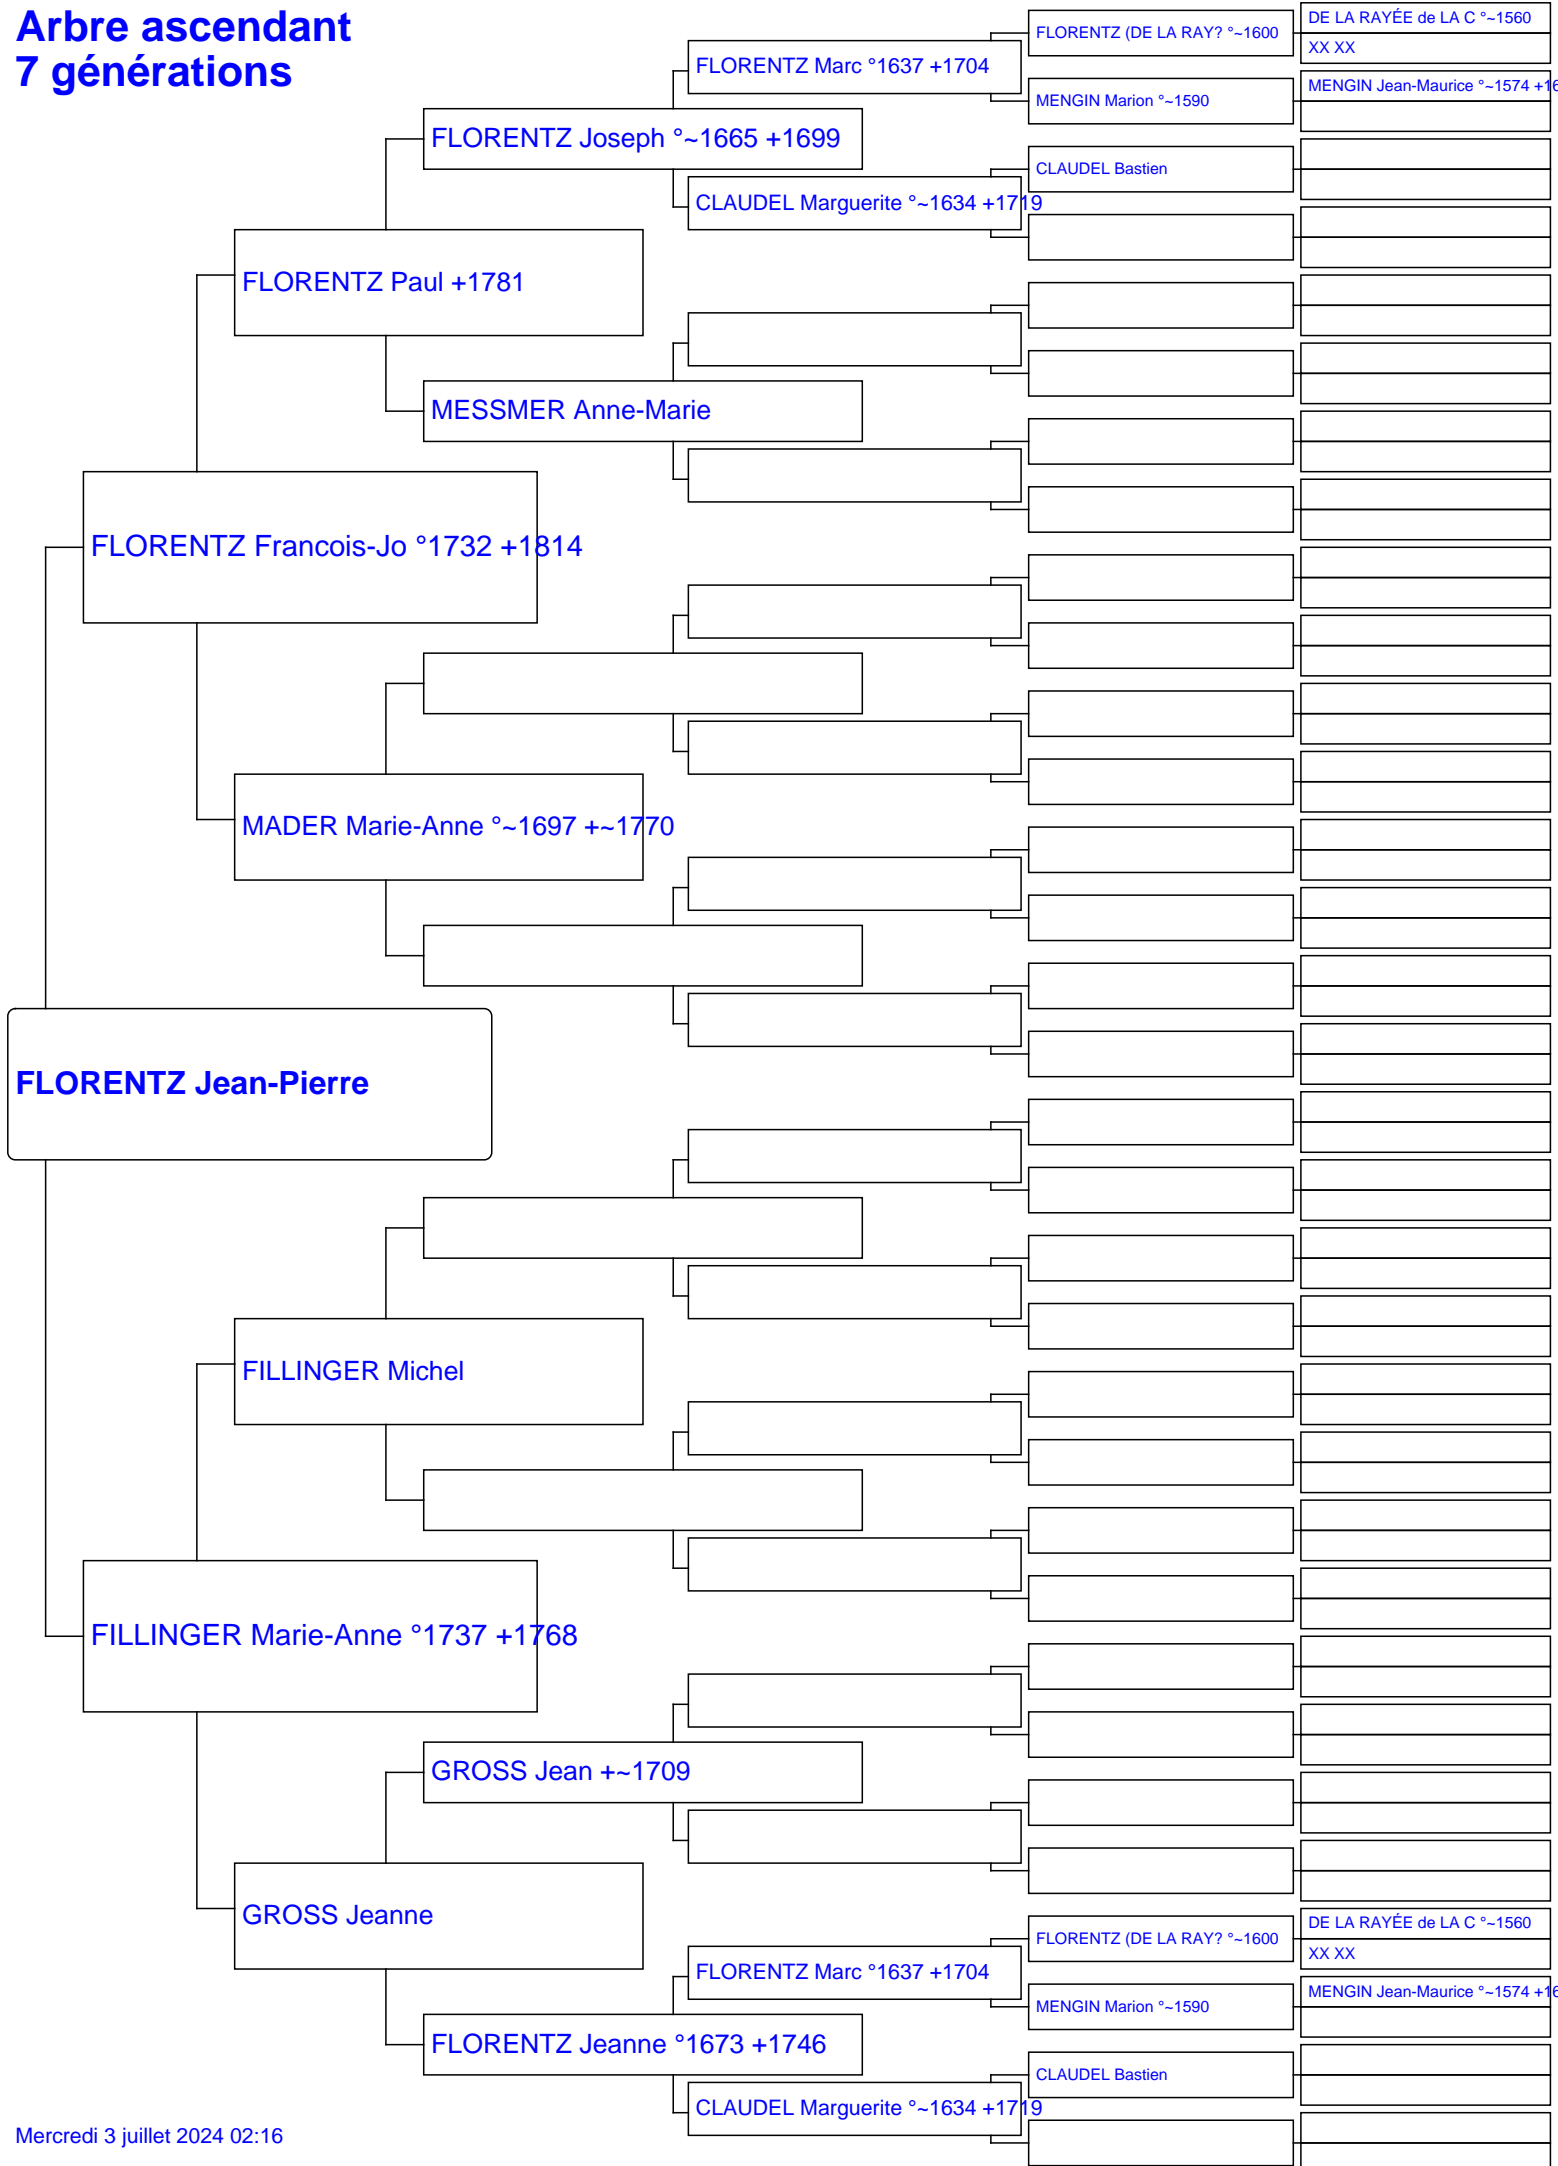 Arbre ascendant
7 générations
DE LA RAYÉE de LA C °~1560
FLORENTZ (DE LA RAY? °~1600
XX XX
FLORENTZ Marc °1637 +1704
MENGIN Jean-Maurice °~1574 +16
MENGIN Marion °~1590
FLORENTZ Joseph °~1665 +1699
CLAUDEL Bastien
CLAUDEL Marguerite °~1634 +1719
FLORENTZ Paul +1781
MESSMER Anne-Marie
FLORENTZ Francois-Jo °1732 +1814
MADER Marie-Anne °~1697 +~1770
FLORENTZ Jean-Pierre
FILLINGER Michel
FILLINGER Marie-Anne °1737 +1768
GROSS Jean +~1709
GROSS Jeanne
DE LA RAYÉE de LA C °~1560
FLORENTZ (DE LA RAY? °~1600
XX XX
FLORENTZ Marc °1637 +1704
MENGIN Jean-Maurice °~1574 +16
MENGIN Marion °~1590
FLORENTZ Jeanne °1673 +1746
CLAUDEL Bastien
CLAUDEL Marguerite °~1634 +1719
Mercredi 3 juillet 2024 02:16